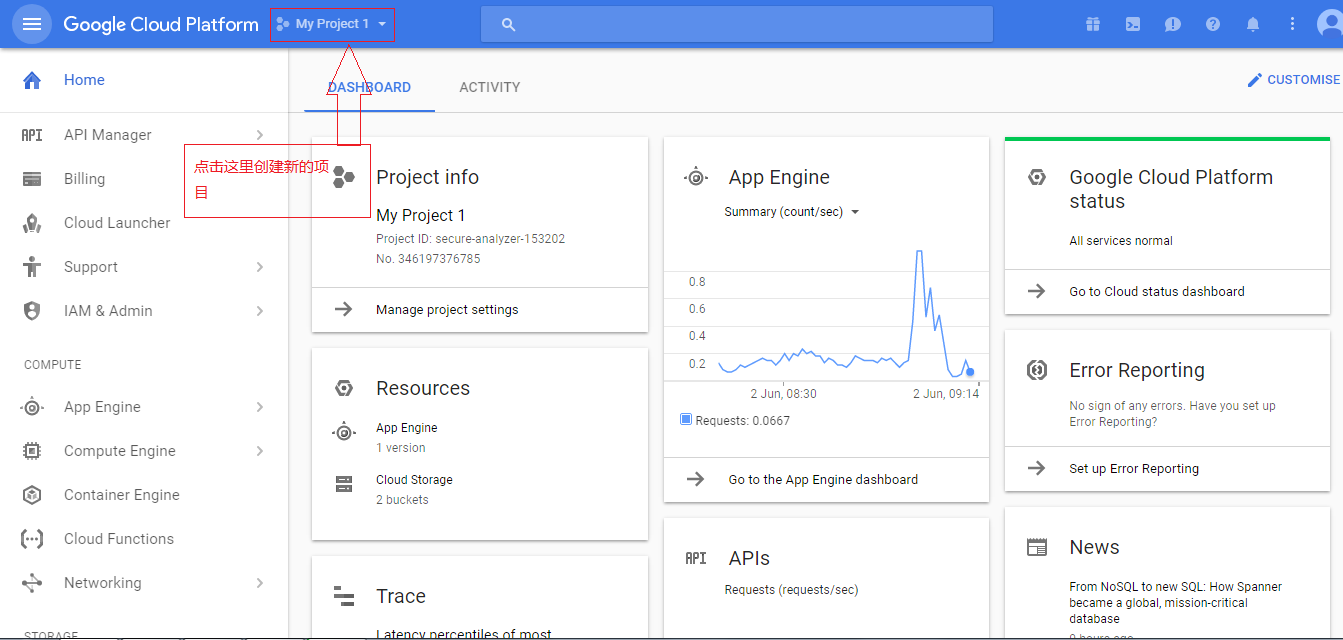 Google Cloud Platform
My Project 1
Home
API Manager
Billing
Cloud Launcher
Support
IAM & Admin
COMPUTE
App Engine
Compute Engine
Container Engine
Cloud Functions
Networking
STORAGE
DASHBOARD
ACTIVITY
CUSTOMISE
点击这里创建新的项
目
Project info
My Project 1
Project ID: secure-analyzer-153202
No. 346197376785
Manage project settings
Resources
App Engine
1 version
Cloud Storage
2 buckets
Trace
Latency percentiles of most
App Engine
Summary (count/sec)
0.8
0.6
0.4
0.2
2 Jun, 08:30
2 Jun, 09:14
Requests: 0.0667
Go to the App Engine dashboard
API
APIs
Requests (requests/sec)
Google Cloud Platform
status
All services normal
Go to Cloud status dashboard
Error Reporting
No sign of any errors. Have you set up
Error Reporting?
Set up Error Reporting
News
From NoSQL to new SQL: How Spanner
became a global, mission-critical
database
9 hours ago